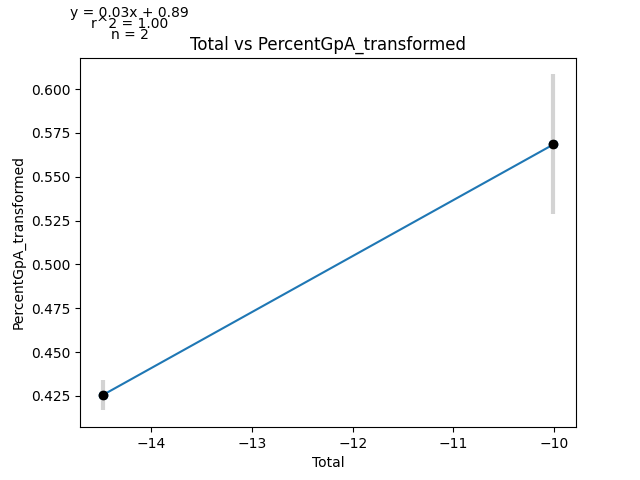 y = 0.03x + 0.89
r^2 = 1.00
n = 2
Total vs PercentGpA_transformed
PercentGpA_transformed
0.600
0.575
0.550
0.525
0.500
0.475
0.450
0.425
−14
−13
−12
−11
−10
Total